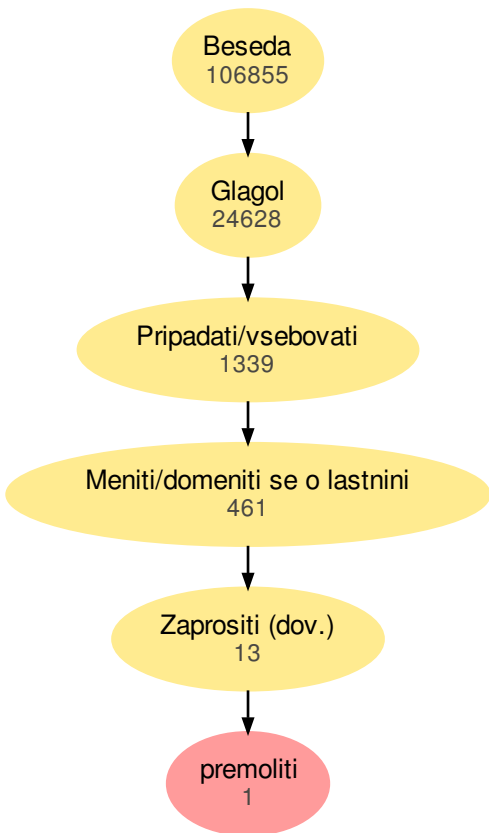 Beseda
106855
Glagol
24628
Pripadati/vsebovati
1339
Meniti/domeniti se o lastnini
461
Zaprositi (dov.)
13
premoliti
1